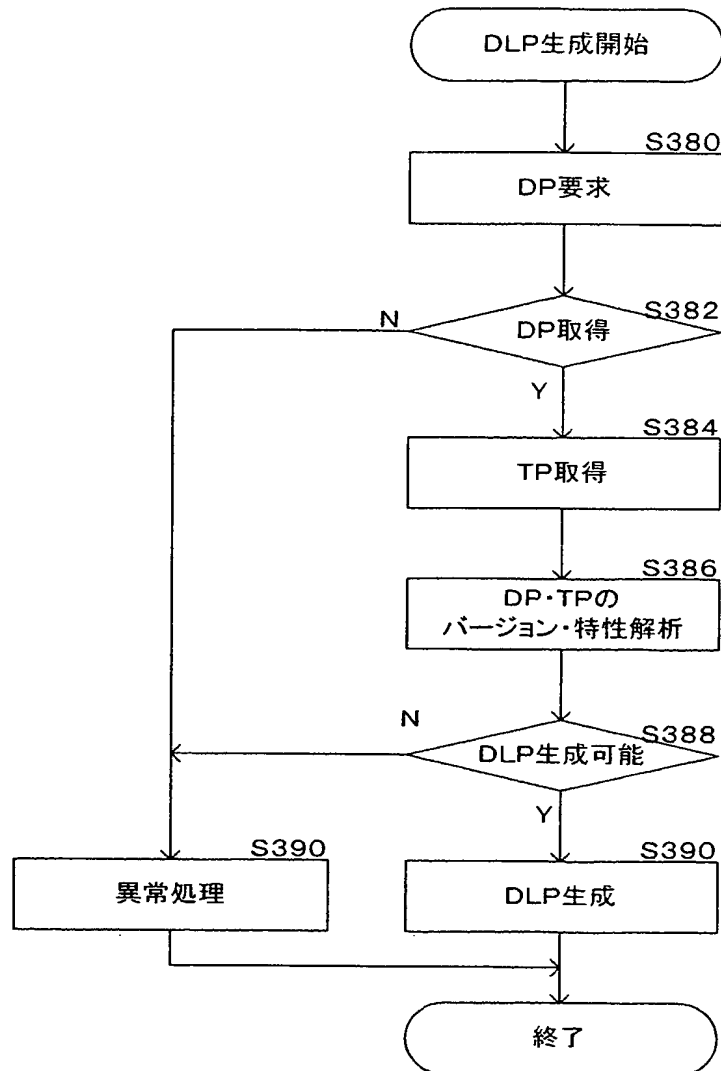 DLP生成開始
S380
DP要求
N
S382
DP取得
Y
S384
TP取得
S386
DP・TPの
バージョン・特性解析
N
S388
DLP生成可能
Y
S390
異常処理
S390
DLP生成
終了